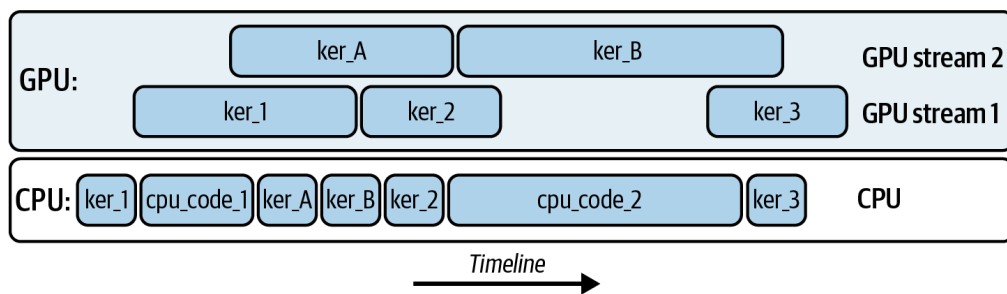 ker_A ker_B GPU stream 2
GPU:
ker_1 ker_2 ker_3 GPU stream 1
CPU: ker_1 cpu_code_1 ker_A ker_B ker_2 cpu_code_2 ker_3 CPU
Timeline